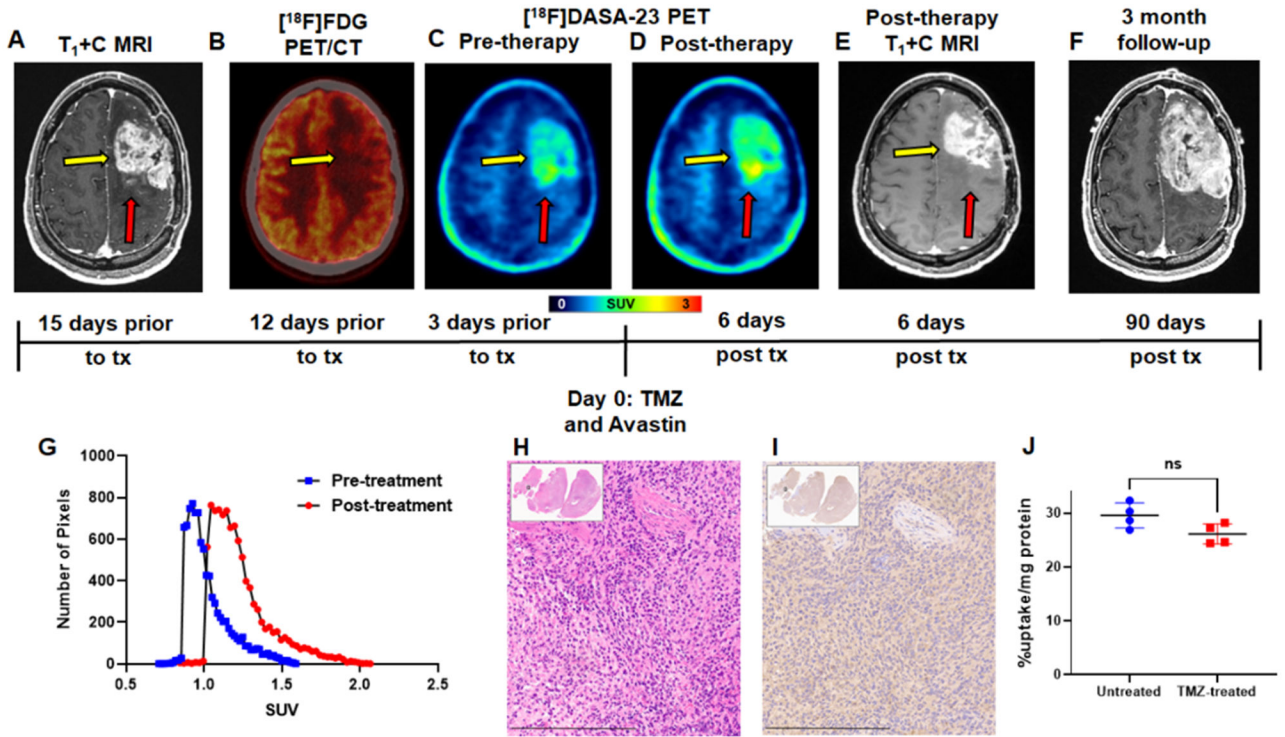 A
T₁+C MRI
B
[¹⁸F]FDG
PET/CT
[¹⁸F]DASA-23 PET
C
Pre-therapy
D
Post-therapy
E
Post-therapy
T₁+C MRI
F
3 month
follow-up
0 SUV 3
15 days prior
to tx
12 days prior
to tx
3 days prior
to tx
6 days
post tx
6 days
post tx
90 days
post tx
Day 0: TMZ
and Avastin
G
1000
800
600
400
200
0
Number of Pixels
0.5 1.0 1.5 2.0 2.5
SUV
Pre-treatment
Post-treatment
H
I
J
ns
30
20
10
0
%uptake/mg protein
Untreated TMZ-treated